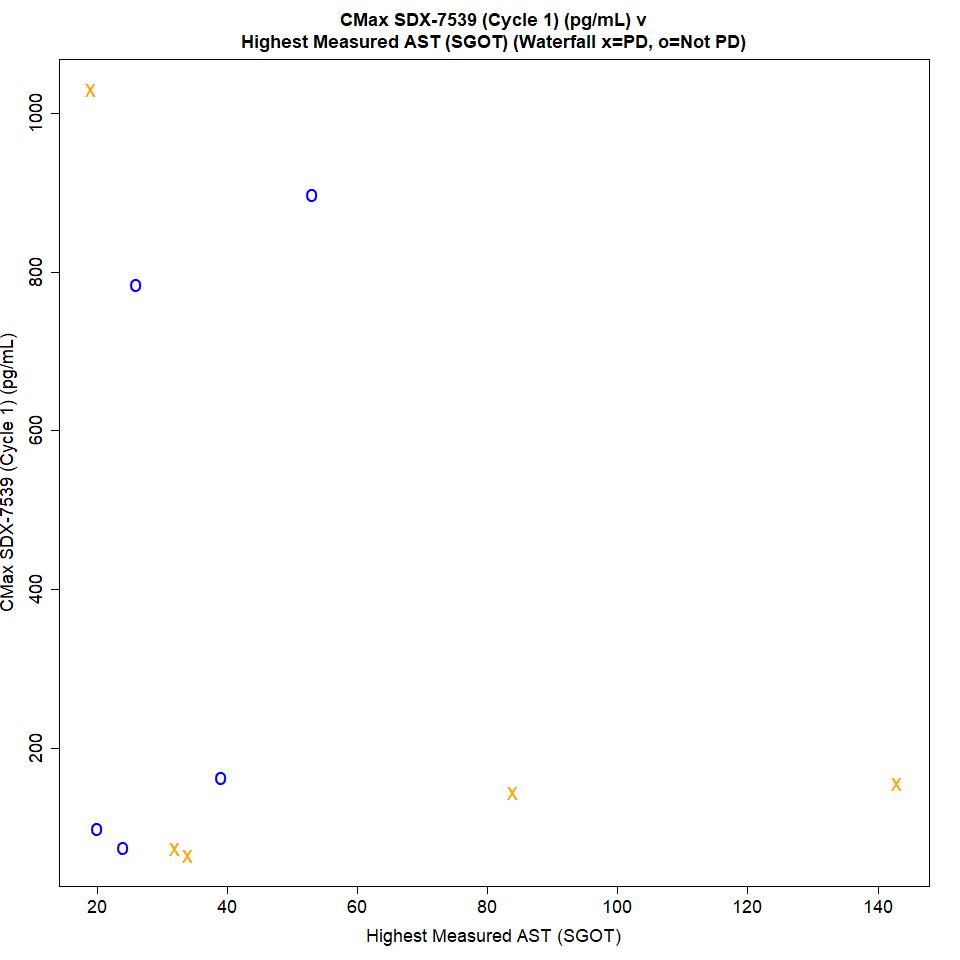 CMax SDX-7539 (Cycle 1) (pg/mL) v
Highest Measured AST (SGOT) (Waterfall x=PD, o=Not PD)
CMax SDX-7539 (Cycle 1) (pg/mL)
1000
800
600
400
200
x
o
o
o
x
x
o
o
x
x
20
40
60
80
100
120
140
Highest Measured AST (SGOT)